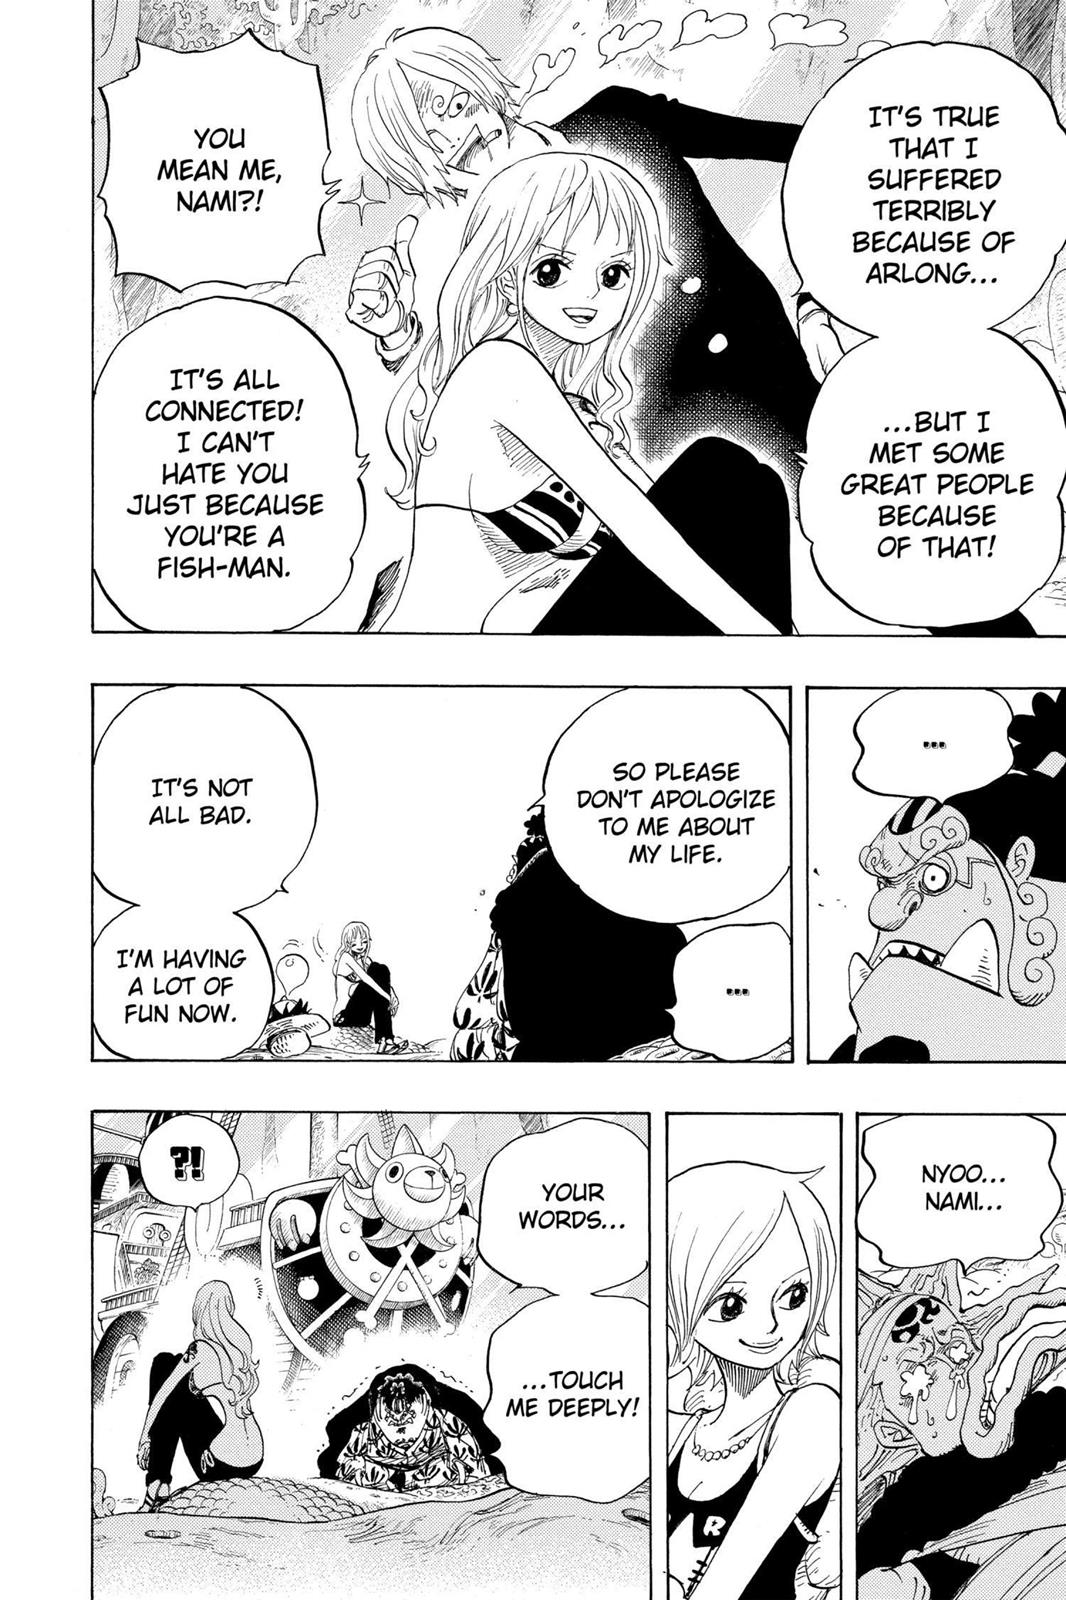 IT'S TRUE
THAT I
SUFFERED
TERRIBLY
BECAUSE OF
ARLONG...
...BUT I
MET SOME
GREAT PEOPLE
BECAUSE
OF THAT!
YOU
MEAN ME,
NAMI?!
IT'S ALL
CONNECTED!
I CAN'T
HATE YOU
JUST BECAUSE
YOU'RE A
FISH-MAN.
...
SO PLEASE
DON'T APOLOGIZE
TO ME ABOUT
MY LIFE.
...
IT'S NOT
ALL BAD.
I'M HAVING
A LOT OF
FUN NOW.
NYOO...
NAMI...
R
YOUR
WORDS...
...TOUCH
ME DEEPLY!
?!